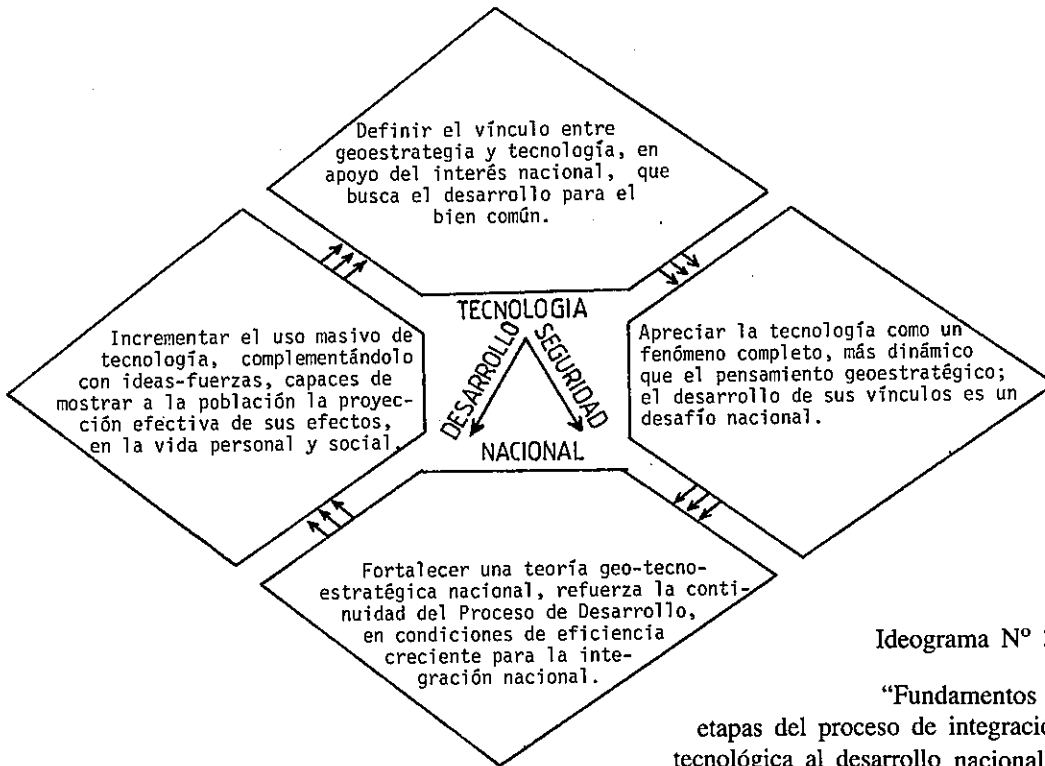 Definir el vínculo entre
geoestrategia y tecnología, en
apoyo del interés nacional, que
busca el desarrollo para el
bien común.
Incrementar el uso masivo de
tecnología, complementándolo
con ideas-fuerzas, capaces de
mostrar a la población la proyec-
ción efectiva de sus efectos,
en la vida personal y social.
TECNOLOGIA
DESARROLLO
SEGURIDAD
NACIONAL
Apreciar la tecnología como un
fenómeno completo, más dinámico
que el pensamiento geoestratégico;
el desarrollo de sus vínculos es un
desafío nacional.
Fortalecer una teoría geo-tecno-
estratégica nacional, refuerza la conti-
nuidad del Proceso de Desarrollo,
en condiciones de eficiencia
creciente para la inte-
gración nacional.
Ideograma Nº
"Fundamentos
etapas del proceso de
tecnológica al desarrollo nacional